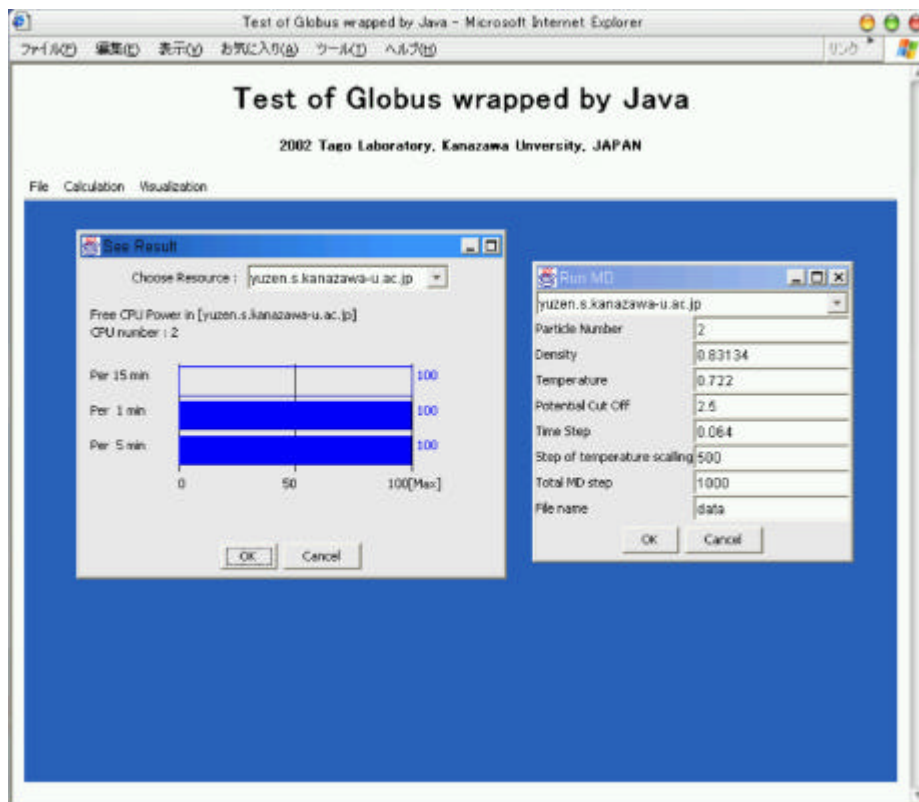 Test of Globus wrapped by Java - Microsoft Internet Explorer
ファイル(F) 編集(E) 表示(V) お気に入り(A) ツール(T) ヘルプ(H) リンク
Test of Globus wrapped by Java
2002 Tago Laboratory, Kanazawa Unversity, JAPAN
File Calculation Visualization
See Result
Choose Resource : yuzen.s.kanazawa-u.ac.jp
Free CPU Power in [yuzen.s.kanazawa-u.ac.jp]
CPU number : 2
Per 15 min 100
Per 1 min 100
Per 5 min 100
0 50 100[Max]
OK Cancel
Run MD
yuzen.s.kanazawa-u.ac.jp
Particle Number 2
Density 0.83134
Temperature 0.722
Potential Cut Off 2.5
Time Step 0.064
Step of temperature scalling 500
Total MD step 1000
File name data
OK Cancel